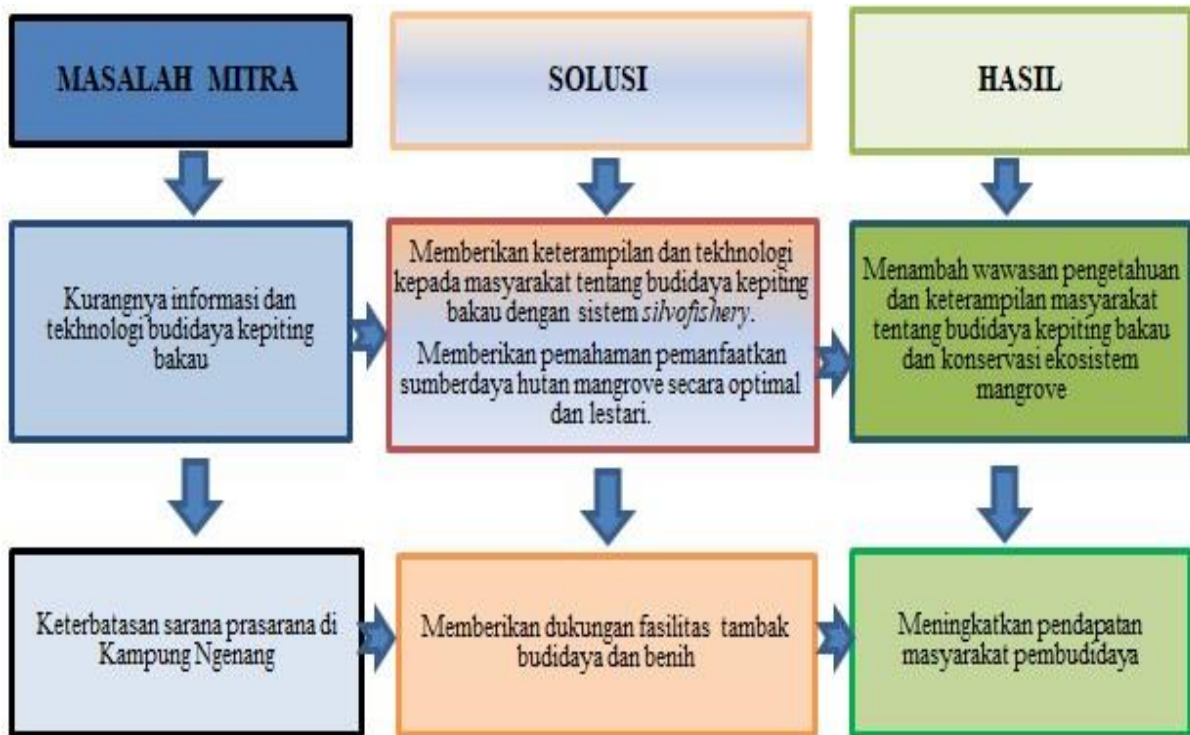 MASALAH MITRA
SOLUSI
HASIL
Kurangnya informasi dan
tekhnologi budidaya kepiting
bakau
Memberikan keterampilan dan tekhnologi
kepada masyarakat tentang budidaya kepiting
bakau dengan sistem silvofishery.
Memberikan pemahaman pemanfaatkan
sumberdaya hutan mangrove secara optimal
dan lestari.
Menambah wawasan pengetahuan
dan keterampilan masyarakat
tentang budidaya kepiting bakau
dan konservasi ekosistem
mangrove
Keterbatasan sarana prasarana di
Kampung Ngenang
Memberikan dukungan fasilitas tambak
budidaya dan benih
Meningkatkan pendapatan
masyarakat pembudidaya